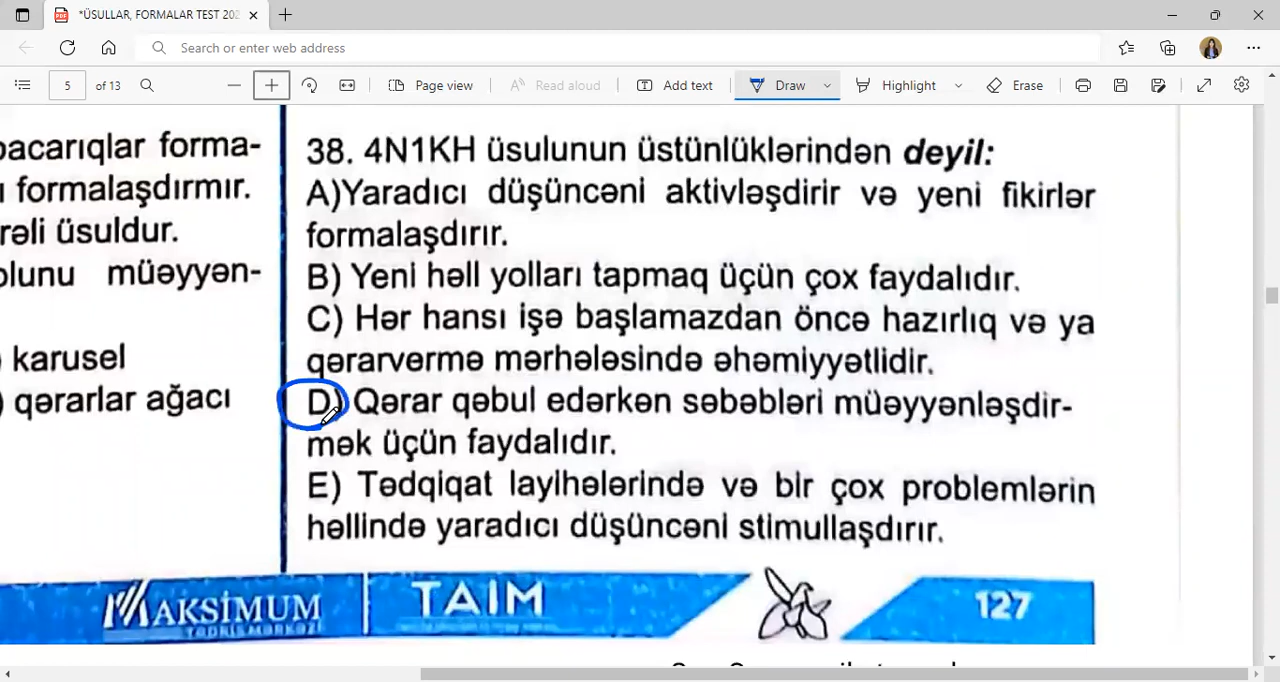 *ÜSULLAR, FORMALAR TEST 202
Search or enter web address
5 of 13
Page view
Read aloud
Add text
Draw
Highlight
Erase
forma-
formalaşdırmır.
üsuldur.
müəyyən-
karusel
qərarlar ağacı
38. 4N1KH üsulunun üstünlüklərindən deyil:
A)Yaradıcı düşüncəni aktivləşdirir və yeni fikirlər
formalaşdırır.
B) Yeni həll yolları tapmaq üçün çox faydalıdır.
C) Hər hansı işə başlamazdan öncə hazırlıq və ya
qərarvermə mərhələsində əhəmiyyətlidir.
D) Qərar qəbul edərkən səbəbləri müəyyənləşdir-
mək üçün faydalıdır.
E) Tədqiqat layihələrində və bir çox problemlərin
həllində yaradıcı düşüncəni stimullaşdırır.
MAKSİMUM
TƏDRİS MƏRKƏZİ
TAIM
127